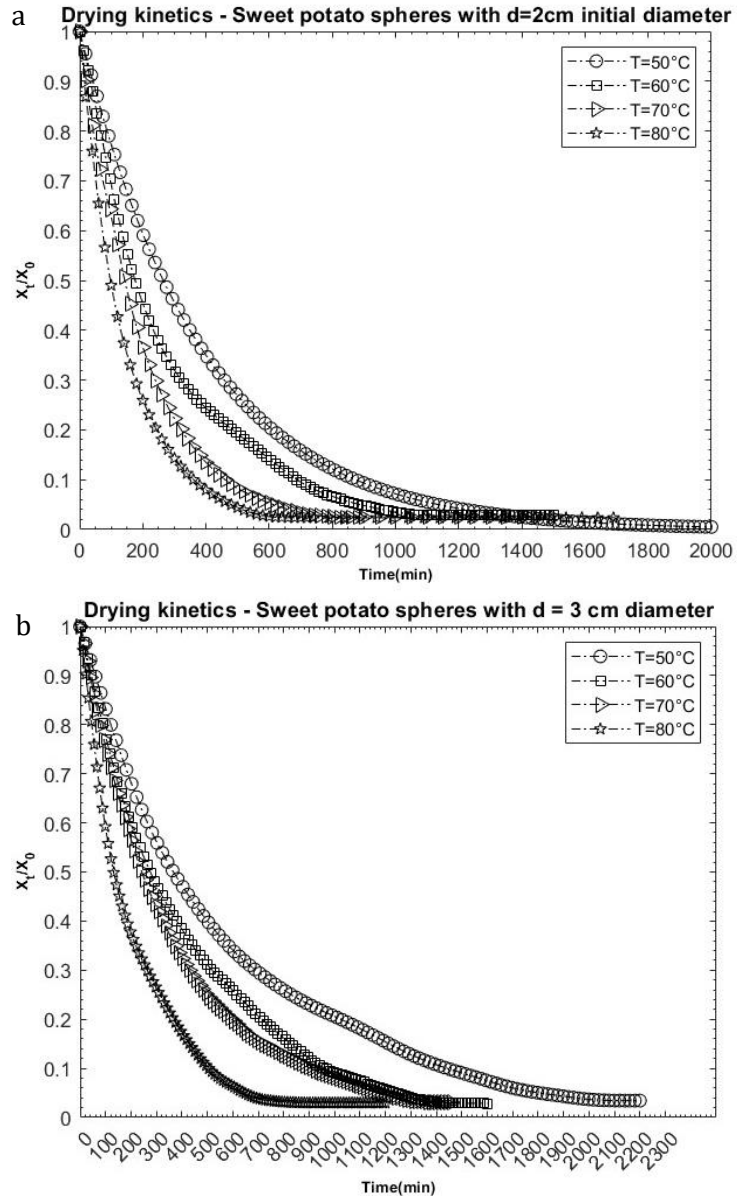 a
Drying kinetics - Sweet potato spheres with d=2cm initial diameter
T=50°C
T=60°C
T=70°C
T=80°C
1
0.9
0.8
0.7
0.6
0.5
0.4
0.3
0.2
0.1
0
X_t/X_0
0 200 400 600 800 1000 1200 1400 1600 1800 2000
Time(min)
b
Drying kinetics - Sweet potato spheres with d = 3 cm diameter
T=50°C
T=60°C
T=70°C
T=80°C
1
0.9
0.8
0.7
0.6
0.5
0.4
0.3
0.2
0.1
0
X_t/X_0
0 100 200 300 400 500 600 700 800 900 1000 1100 1200 1300 1400 1500 1600 1700 1800 1900 2000 2100 2200 2300
Time(min)